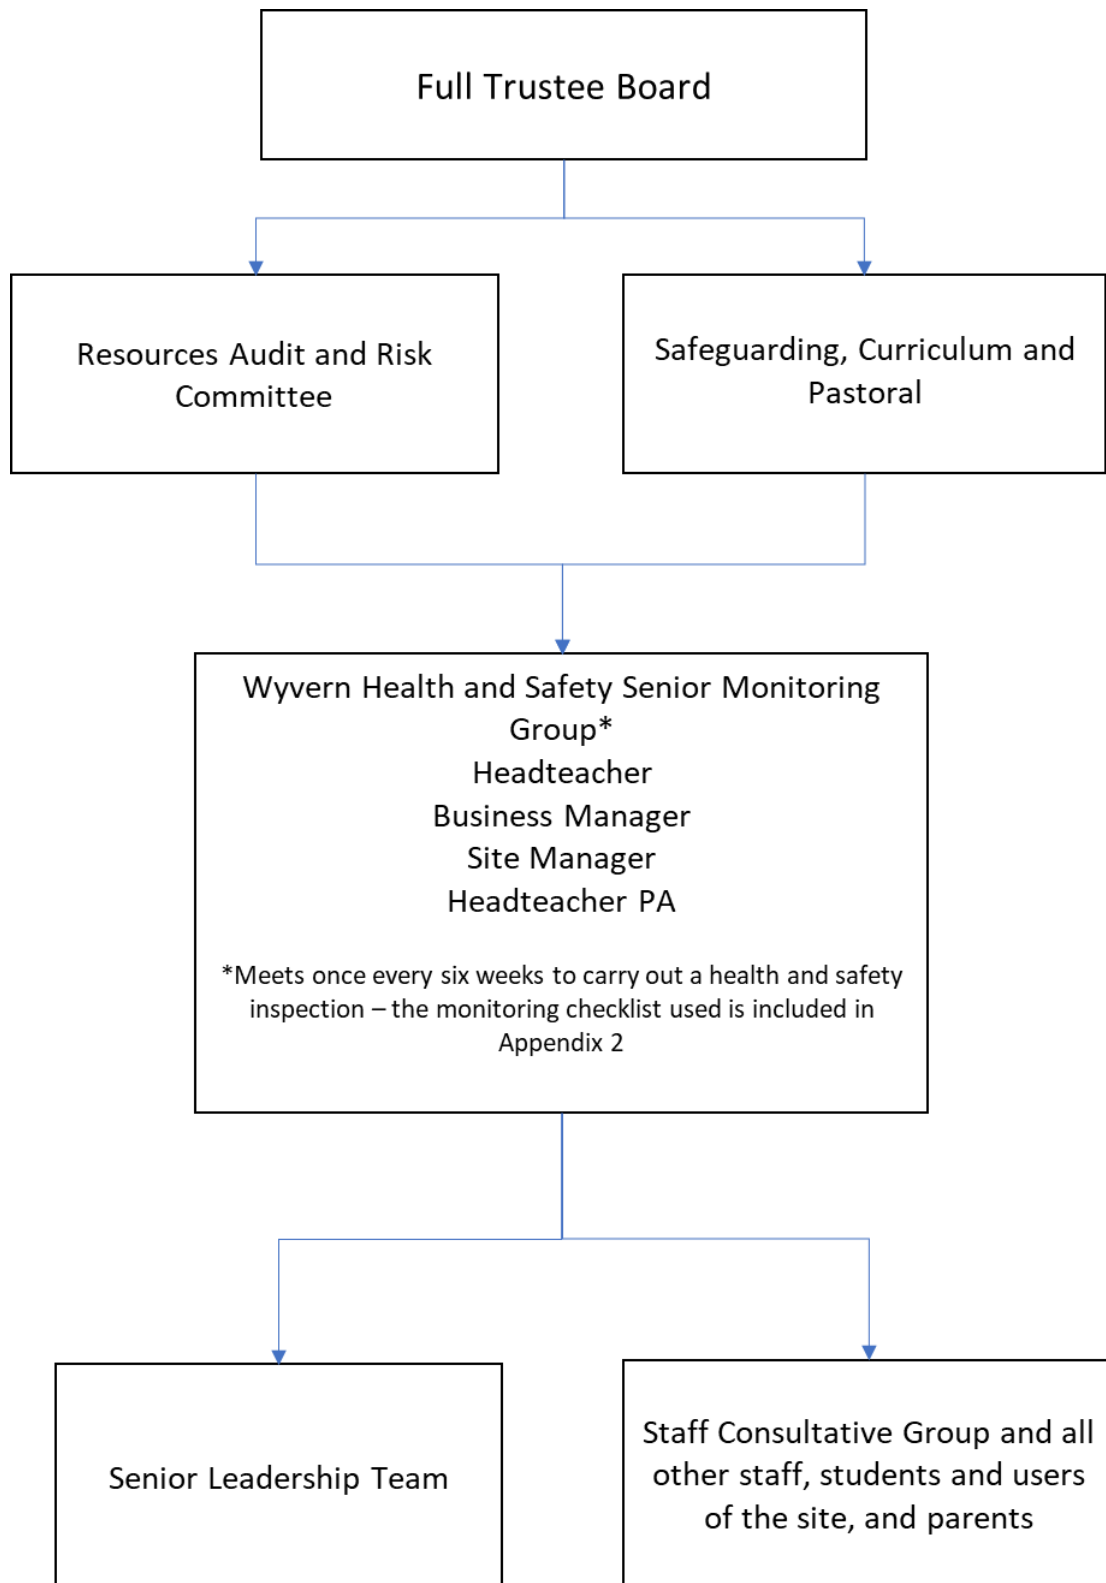 Full Trustee Board
Resources Audit and Risk
Committee
Safeguarding, Curriculum and
Pastoral
Wyvern Health and Safety Senior Monitoring
Group*
Headteacher
Business Manager
Site Manager
Headteacher PA
*Meets once every six weeks to carry out a health and safety
inspection – the monitoring checklist used is included in
Appendix 2
Senior Leadership Team
Staff Consultative Group and all
other staff, students and users
of the site, and parents